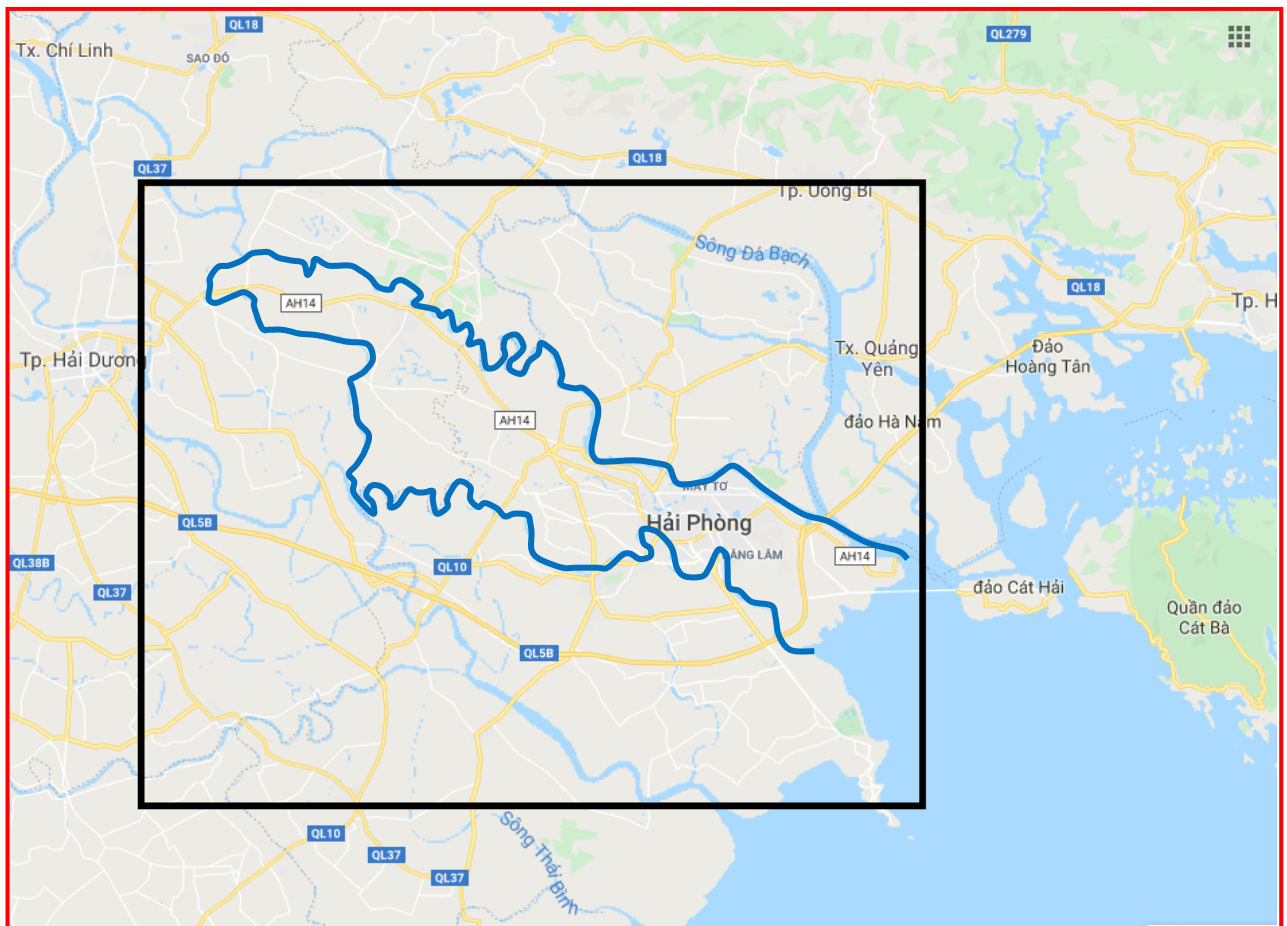 QL18
QL279
Tx. Chí Linh
SAO ĐỎ
QL18
QL37
Tp. Uông Bí
Sông Đá Bạch
QL18
AH14
Tp. H
Tx. Quảng
Yên
Đảo
Hoàng Tân
Tp. Hải Dương
AH14
đảo Hà Nam
MÁY TƠ
QL5B
Hải Phòng
ĂNG LÂM
AH14
QL38B
QL10
QL37
đảo Cát Hải
Quần đảo
Cát Bà
QL5B
QL10
Sông Thái Bình
QL37
QL37